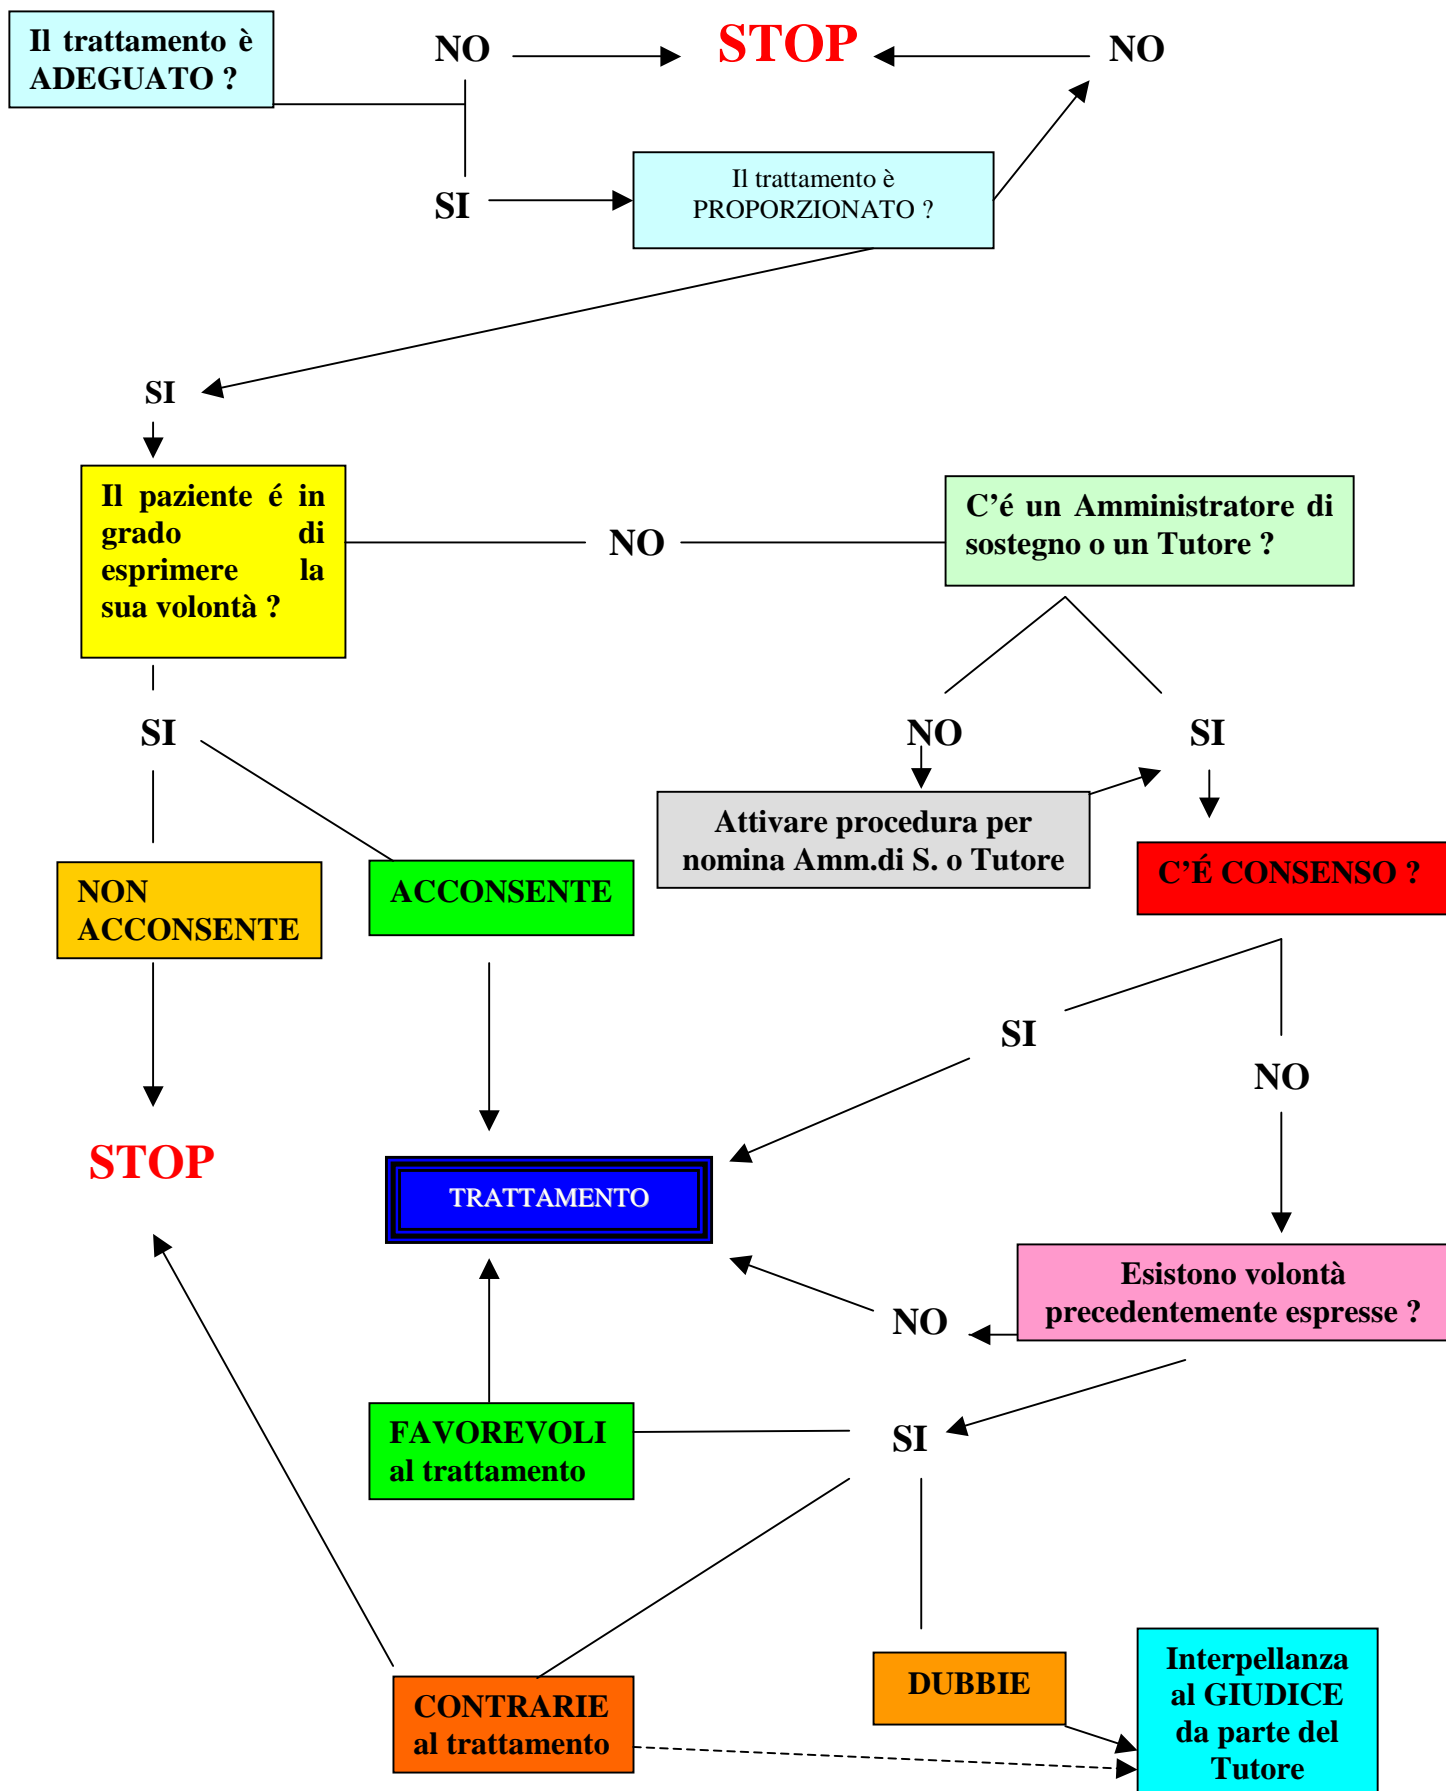 Il trattamento è
ADEGUATO ?
NO
STOP
NO
SI
Il trattamento è
PROPORZIONATO ?
SI
Il paziente é in
grado di
esprimere la
sua volontà ?
NO
C’é un Amministratore di
sostegno o un Tutore ?
SI
NO
SI
Attivare procedura per
nomina Amm.di S. o Tutore
C’É CONSENSO ?
NON
ACCONSENTE
ACCONSENTE
SI
NO
STOP
TRATTAMENTO
Esistono volontà
precedentemente espresse ?
NO
FAVOREVOLI
al trattamento
SI
CONTRARIE
al trattamento
DUBBIE
Interpellanza
al GIUDICE
da parte del
Tutore